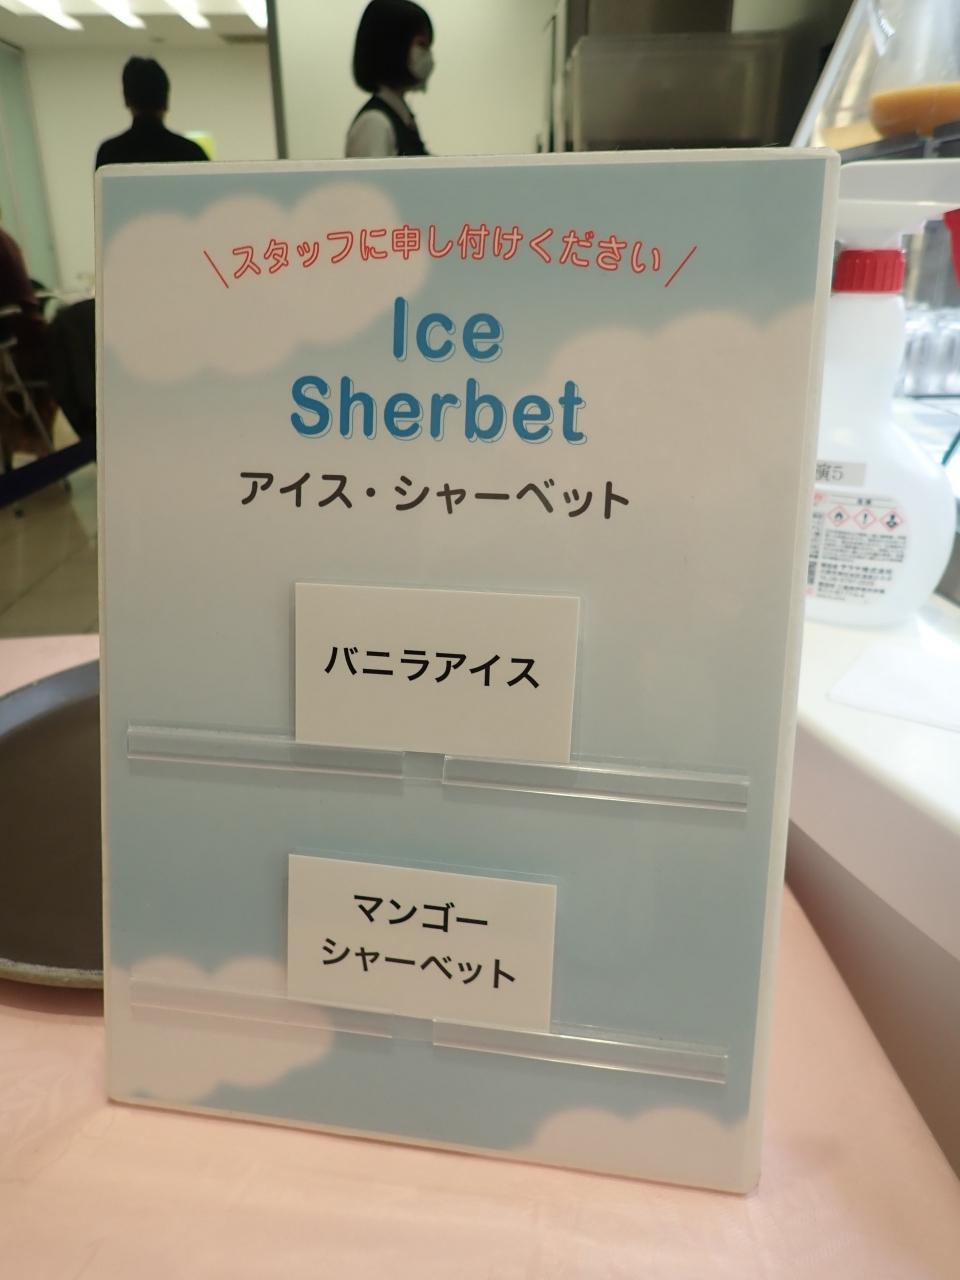 \スタッフに申し付けください/
Ice
Sherbet
アイス・シャーベット
バニラアイス
マンゴー
シャーベット
演5